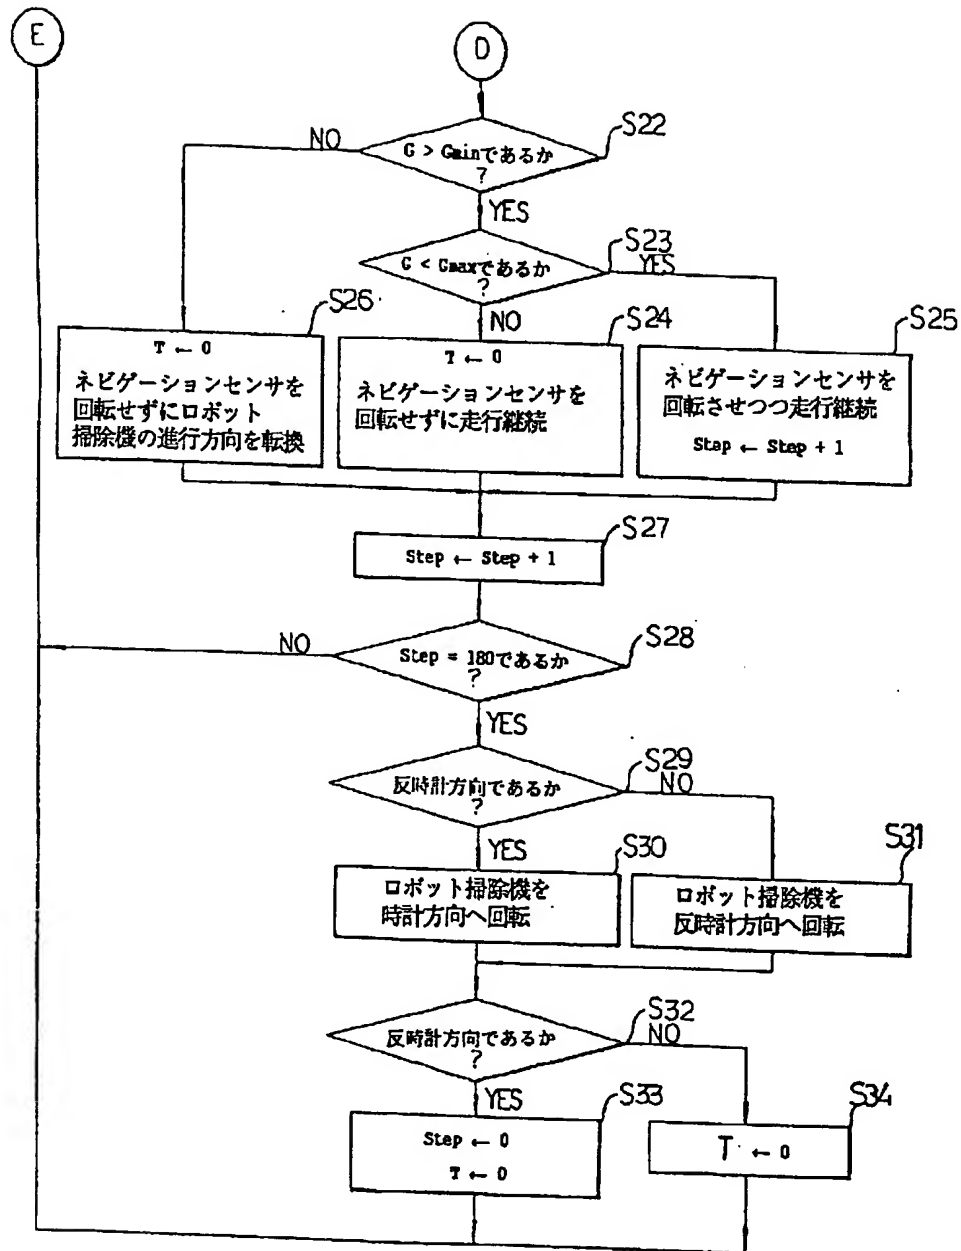 E
D
S22
NO
G > Gminであるか
?
YES
S23
G < Gmaxであるか
?
YES
NO
S26
T ← 0
ネビゲーションセンサを
回転せずにロボット
掃除機の進行方向を転換
S24
T ← 0
ネビゲーションセンサを
回転せずに走行継続
S25
ネビゲーションセンサを
回転させつつ走行継続
Step ← Step + 1
S27
Step ← Step + 1
S28
NO
Step = 180であるか
?
YES
S29
反時計方向であるか
?
NO
YES
S30
ロボット掃除機を
時計方向へ回転
S31
ロボット掃除機を
反時計方向へ回転
S32
反時計方向であるか
?
NO
YES
S33
Step ← 0
T ← 0
S34
T ← 0